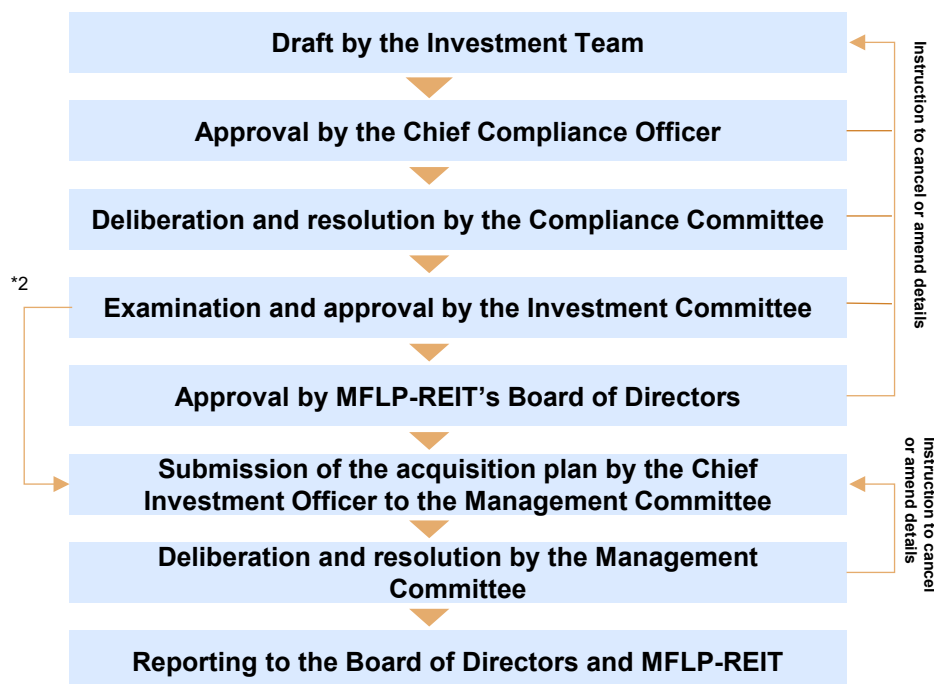 Draft by the Investment Team
Approval by the Chief Compliance Officer
Deliberation and resolution by the Compliance Committee
*2
Examination and approval by the Investment Committee
Approval by MFLP-REIT’s Board of Directors
Submission of the acquisition plan by the Chief
Investment Officer to the Management Committee
Deliberation and resolution by the Management
Committee
Reporting to the Board of Directors and MFLP-REIT
Instruction to cancel or amend details
Instruction to cancel
or amend details